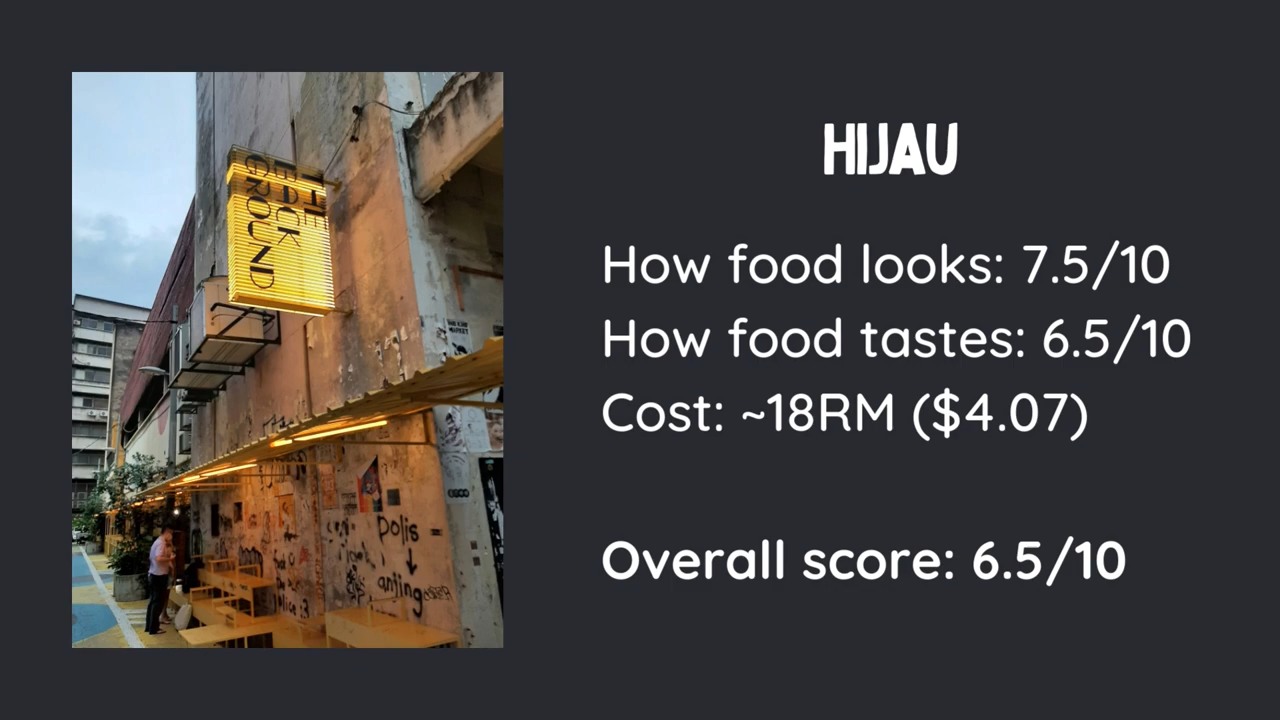 THE
BACK
GROUND
polis
anjing
HIJAU
How food looks: 7.5/10
How food tastes: 6.5/10
Cost: ~18RM ($4.07)
Overall score: 6.5/10